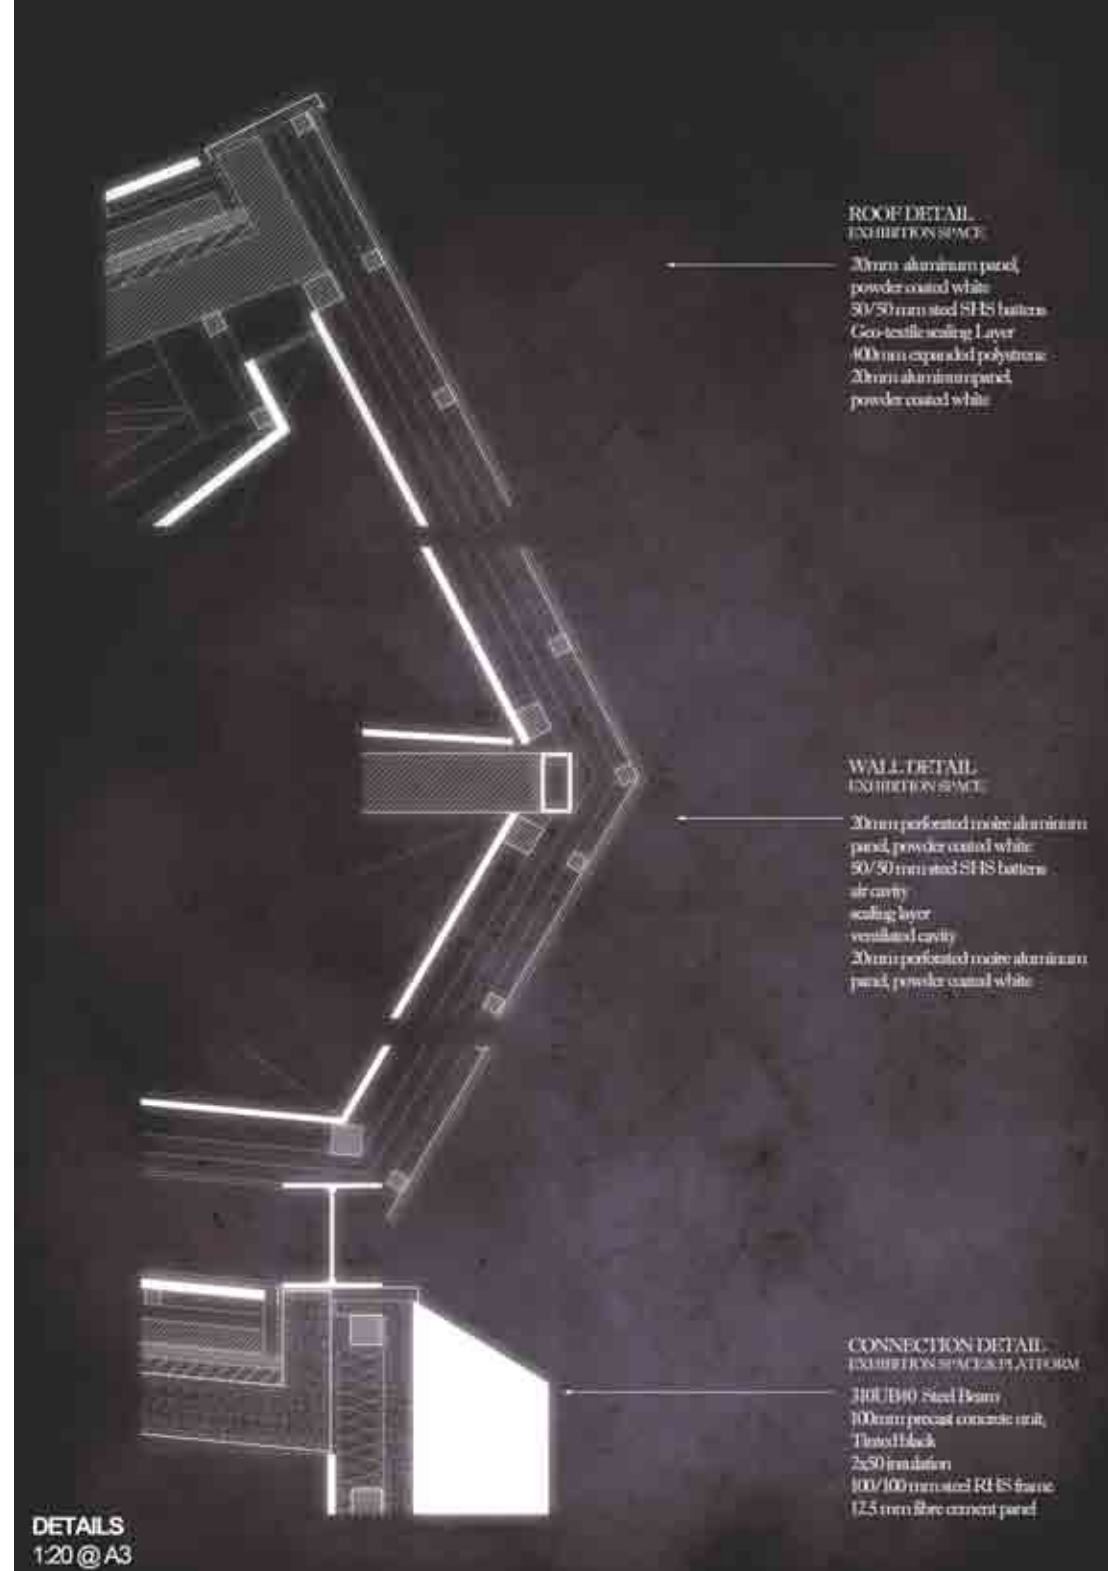 ROOF DETAIL
EXHIBITION SPACE
20mm aluminum panel,
powder coated white
50/50 mm steel SHS battens
Geo-textile sealing Layer
400mm expanded polystrene
20mm aluminum panel,
powder coated white
WALL DETAIL
EXHIBITION SPACE
20mm perforated moire aluminum
panel, powder coated white
50/50 mm steel SHS battens
air cavity
sealing layer
ventilated cavity
20mm perforated moire aluminum
panel, powder coated white
CONNECTION DETAIL
EXHIBITION SPACE & PLATFORM
310UB40 Steel Beam
100mm precast concrete unit,
Tinted black
2x50 insulation
100/100 mm steel RHS frame
12.5 mm fibre cement panel
DETAILS
1:20 @ A3